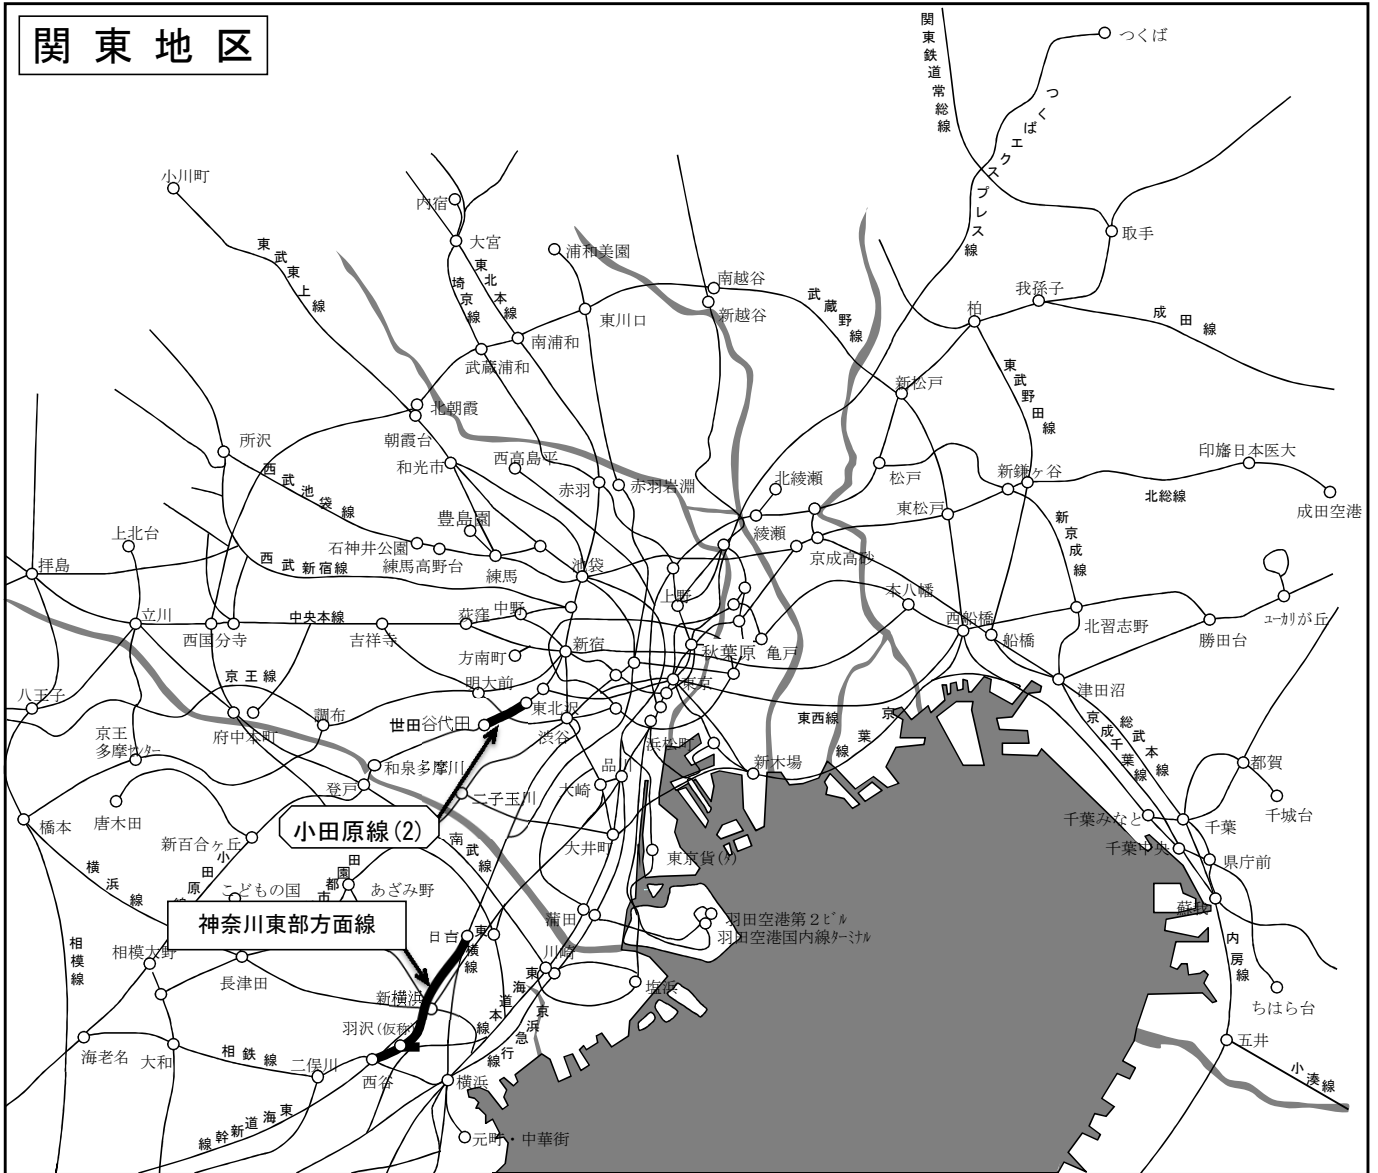 関東地区
関東鉄道常総線
つくば
つくばエクスプレス線
小川町
内宿
大宮
浦和美園
取手
東武東上線
埼京線
東北本線
南越谷
新越谷
武蔵野線
我孫子
柏
成田線
東川口
南浦和
武蔵浦和
新松戸
東武野田線
北朝霞
朝霞台
所沢
和光市
西高島平
赤羽
赤羽岩淵
北綾瀬
松戸
新鎌ヶ谷
印旛日本医大
北総線
成田空港
西武池袋線
豊島園
綾瀬
東松戸
新京成線
上北台
石神井公園
練馬高野台
練馬
京成高砂
拝島
西武新宿線
池袋
上野
本八幡
立川
西国分寺
中央本線
吉祥寺
荻窪
中野
新宿
秋葉原
亀戸
西船橋
船橋
北習志野
勝田台
ﾕｰｶﾘが丘
方南町
明大前
京王線
八王子
東京
津田沼
世田谷代田
東北沢
渋谷
調布
府中本町
京王
多摩ｾﾝﾀｰ
東西線
京葉線
総武本線
京成千葉線
浜松町
新木場
品川
大崎
和泉多摩川
登戸
二子玉川
都賀
千城台
橋本
唐木田
新百合ヶ丘
小田原線(2)
南武線
大井町
東京貨(ﾀ)
千葉みなと
千葉
千葉中央
県庁前
横浜線
小田原線
こどもの国
田園都市
あざみ野
蘇我
神奈川東部方面線
日吉
東横線
蒲田
羽田空港第２ﾋﾞﾙ
羽田空港国内線ﾀｰﾐﾅﾙ
川崎
内房線
相模線
相模大野
長津田
新横浜
塩浜
ちはら台
羽沢(仮称)
東海道本線
京浜急行線
海老名
大和
相鉄線
二俣川
西谷
横浜
五井
小湊線
東海道新幹線
元町・中華街